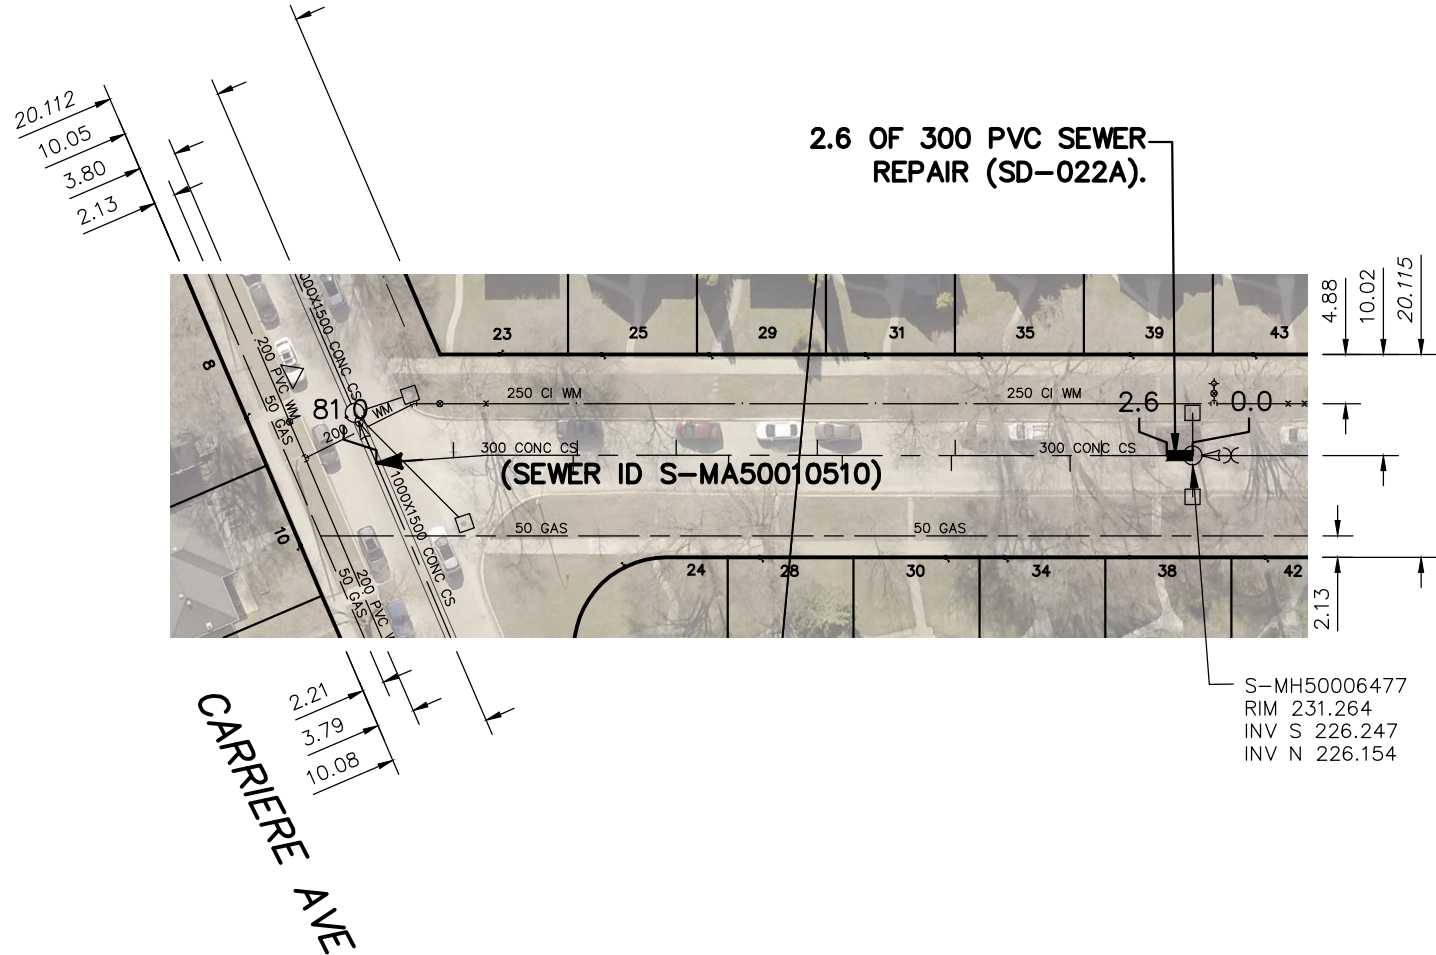 20.112
10.05
3.80
2.13
2.6 OF 300 PVC SEWER
REPAIR (SD-022A).
4.88
10.02
20.115
23
25
29
31
35
39
43
8
200 PVC WM
50 GAS
1000X1500 CONC CS
250 CI WM
250 CI WM
81.0
200 WM
2.6
0.0
300 CONC CS
300 CONC CS
(SEWER ID S-MA50010510)
1000X1500 CONC CS
10
50 GAS
50 GAS
200 PVC W
50 GAS
24
28
30
34
38
42
2.13
2.21
3.79
10.08
S-MH50006477
RIM 231.264
INV S 226.247
INV N 226.154
CARRIERE AVE